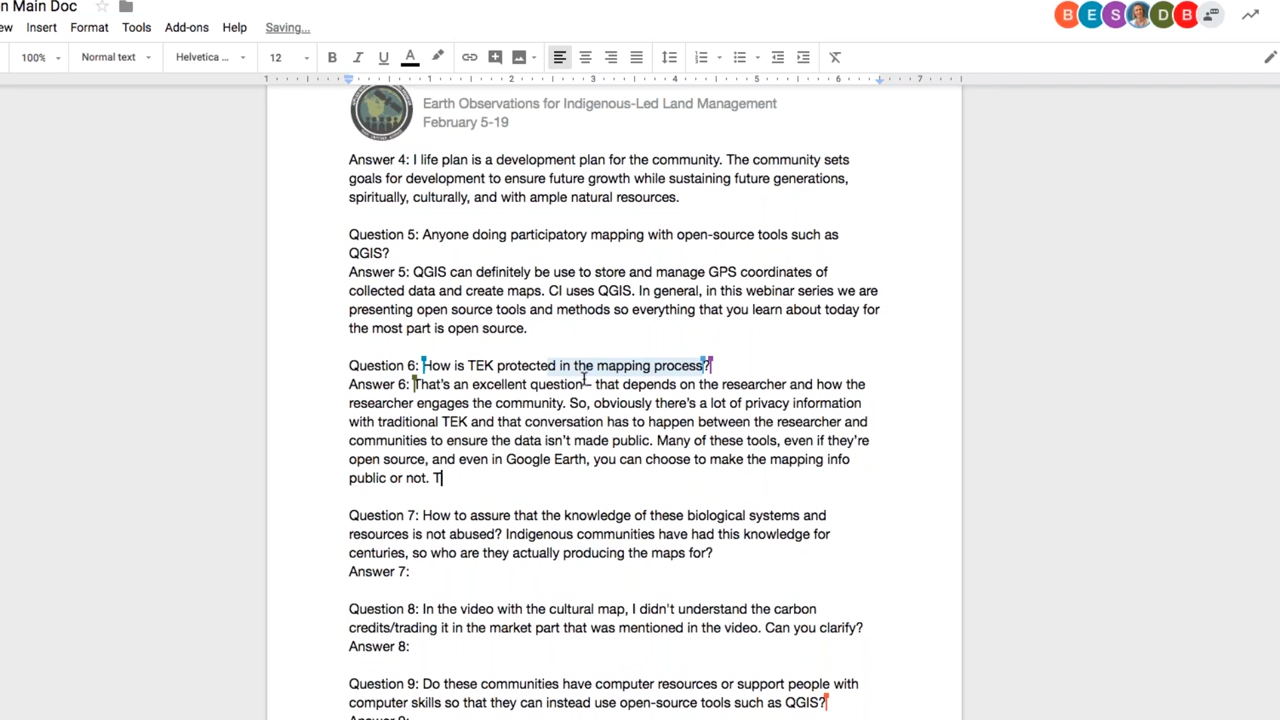 n Main Doc
ew Insert Format Tools Add-ons Help Saving...
100% Normal text Helvetica ... 12 B I U A
1 1 2 3 4 5 6 7
B E S D B
Earth Observations for Indigenous-Led Land Management
February 5-19
Answer 4: I life plan is a development plan for the community. The community sets
goals for development to ensure future growth while sustaining future generations,
spiritually, culturally, and with ample natural resources.
Question 5: Anyone doing participatory mapping with open-source tools such as
QGIS?
Answer 5: QGIS can definitely be use to store and manage GPS coordinates of
collected data and create maps. CI uses QGIS. In general, in this webinar series we are
presenting open source tools and methods so everything that you learn about today for
the most part is open source.
Question 6: How is TEK protected in the mapping process?
Answer 6: That's an excellent question– that depends on the researcher and how the
researcher engages the community. So, obviously there's a lot of privacy information
with traditional TEK and that conversation has to happen between the researcher and
communities to ensure the data isn't made public. Many of these tools, even if they're
open source, and even in Google Earth, you can choose to make the mapping info
public or not. T
Question 7: How to assure that the knowledge of these biological systems and
resources is not abused? Indigenous communities have had this knowledge for
centuries, so who are they actually producing the maps for?
Answer 7:
Question 8: In the video with the cultural map, I didn't understand the carbon
credits/trading it in the market part that was mentioned in the video. Can you clarify?
Answer 8:
Question 9: Do these communities have computer resources or support people with
computer skills so that they can instead use open-source tools such as QGIS?
Answer 9: